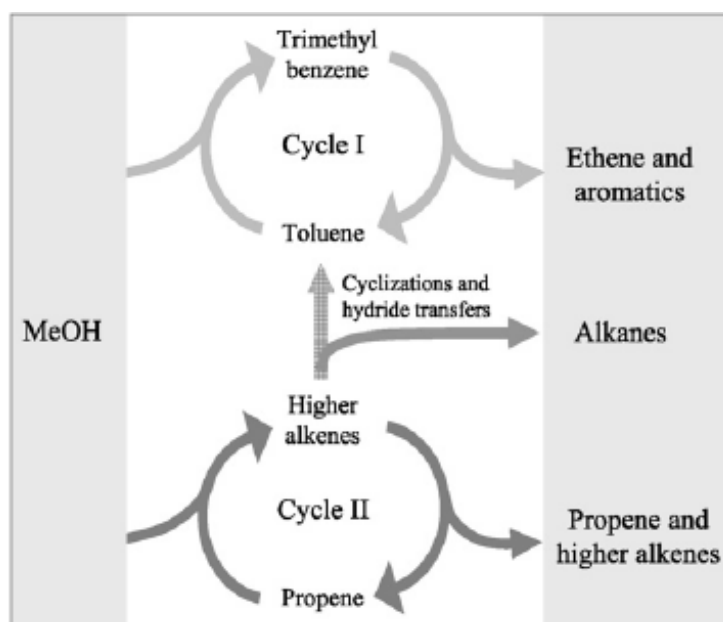 Trimethyl
benzene
Cycle I
Ethene and
aromatics
Toluene
Cyclizations and
hydride transfers
MeOH
Alkanes
Higher
alkenes
Cycle II
Propene and
higher alkenes
Propene